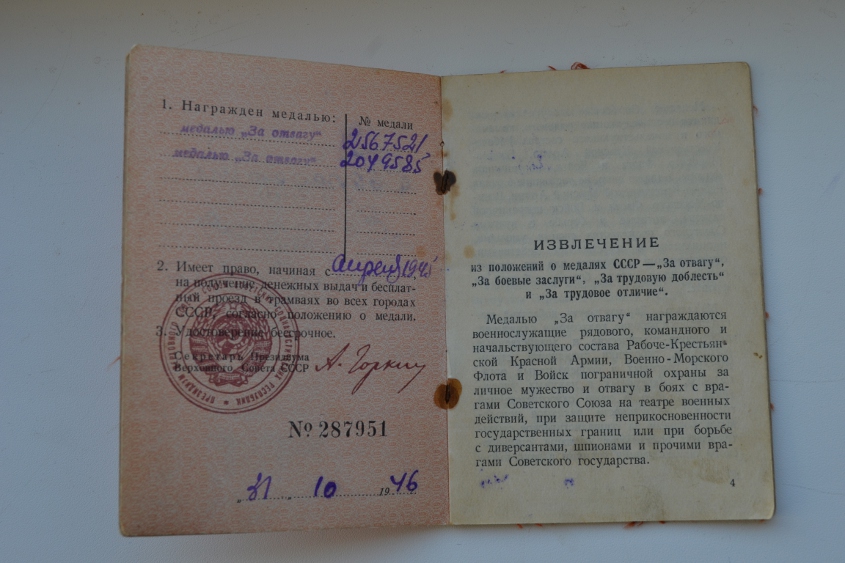 1. Награжден медалью:
№ медали
медалью „За отвагу“
2567521
медалью „За отвагу“
2049585
2. Имеет право, начиная с апреля 1945
на получение денежных выдач и бесплат-
ный проезд в трамваях во всех городах
СССР, согласно положению о медали.
3. Удостоверение бессрочное.
Секретарь Президиума
Верховного Совета СССР
А. Горкин
№ 287951
„31“ 10 1946
ИЗВЛЕЧЕНИЕ
из положений о медалях СССР — „За отвагу“,
„За боевые заслуги“, „За трудовую доблесть“
и „За трудовое отличие“.
Медалью „За отвагу“ награждаются
военнослужащие рядового, командного и
начальствующего состава Рабоче-Крестьян-
ской Красной Армии, Военно-Морского
Флота и Войск пограничной охраны за
личное мужество и отвагу в боях с вра-
гами Советского Союза на театре военных
действий, при защите неприкосновенности
государственных границ или при борьбе
с диверсантами, шпионами и прочими вра-
гами Советского государства.
4